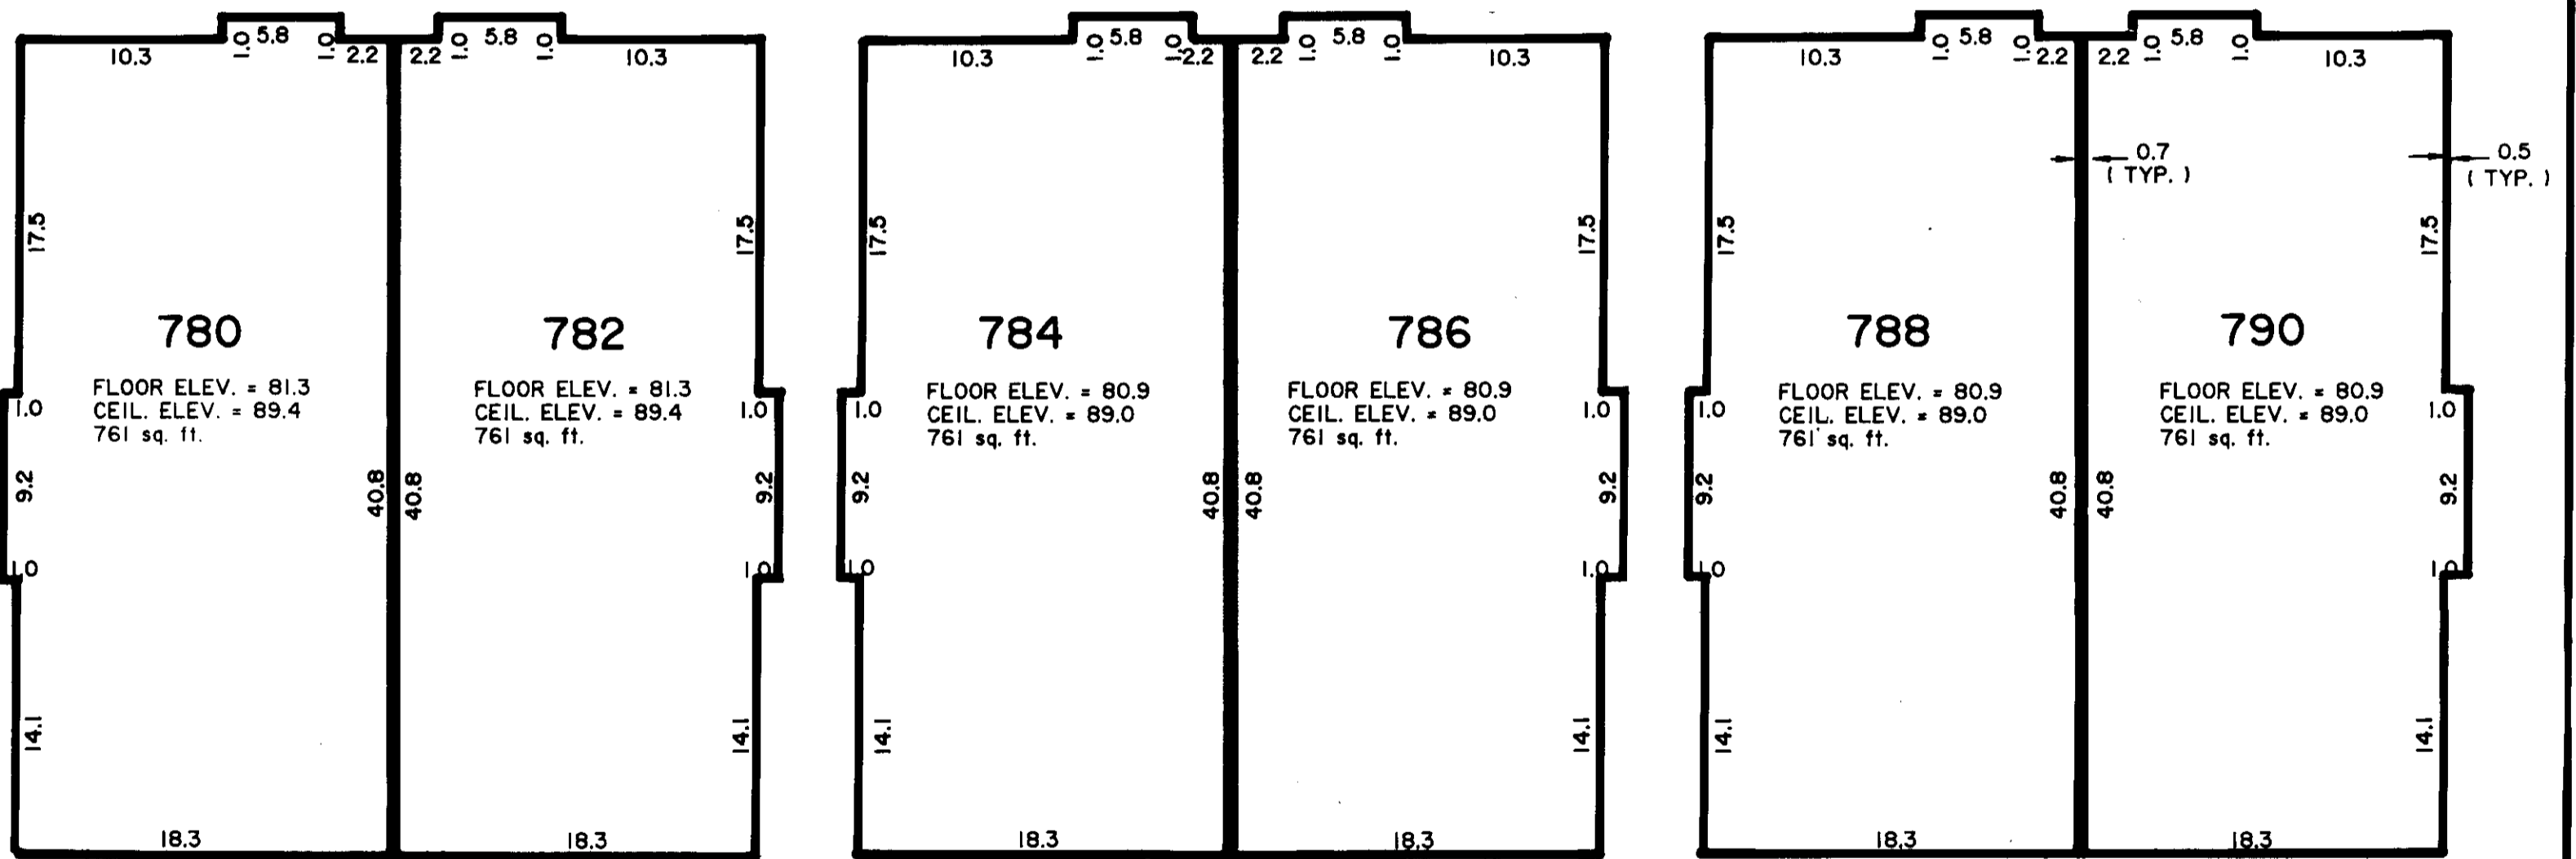 1.0 5.8 1.0
10.3 2.2
17.5
780
FLOOR ELEV. = 81.3
CEIL. ELEV. = 89.4
761 sq. ft.
1.0
9.2
40.8
1.0
14.1
18.3
1.0 5.8 1.0
2.2 10.3
17.5
782
FLOOR ELEV. = 81.3
CEIL. ELEV. = 89.4
761 sq. ft.
1.0
9.2
40.8
1.0
14.1
18.3
1.0 5.8 1.0
10.3 2.2
17.5
784
FLOOR ELEV. = 80.9
CEIL. ELEV. = 89.0
761 sq. ft.
1.0
9.2
40.8
1.0
14.1
18.3
1.0 5.8 1.0
2.2 10.3
17.5
786
FLOOR ELEV. = 80.9
CEIL. ELEV. = 89.0
761 sq. ft.
1.0
9.2
40.8
1.0
14.1
18.3
1.0 5.8 1.0
10.3 2.2
17.5
788
FLOOR ELEV. = 80.9
CEIL. ELEV. = 89.0
761 sq. ft.
1.0
9.2
40.8
1.0
14.1
18.3
1.0 5.8 1.0
2.2 10.3
0.7
( TYP. )
0.5
( TYP. )
17.5
790
FLOOR ELEV. = 80.9
CEIL. ELEV. = 89.0
761 sq. ft.
1.0
9.2
40.8
1.0
14.1
18.3